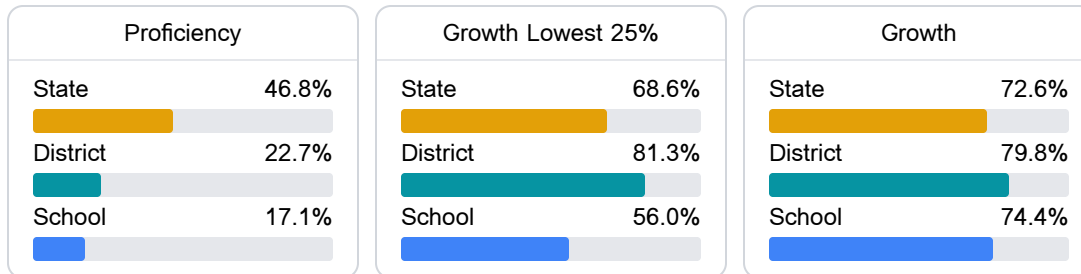 Proficiency
State 46.8%
District 22.7%
School 17.1%
Growth Lowest 25%
State 68.6%
District 81.3%
School 56.0%
Growth
State 72.6%
District 79.8%
School 74.4%